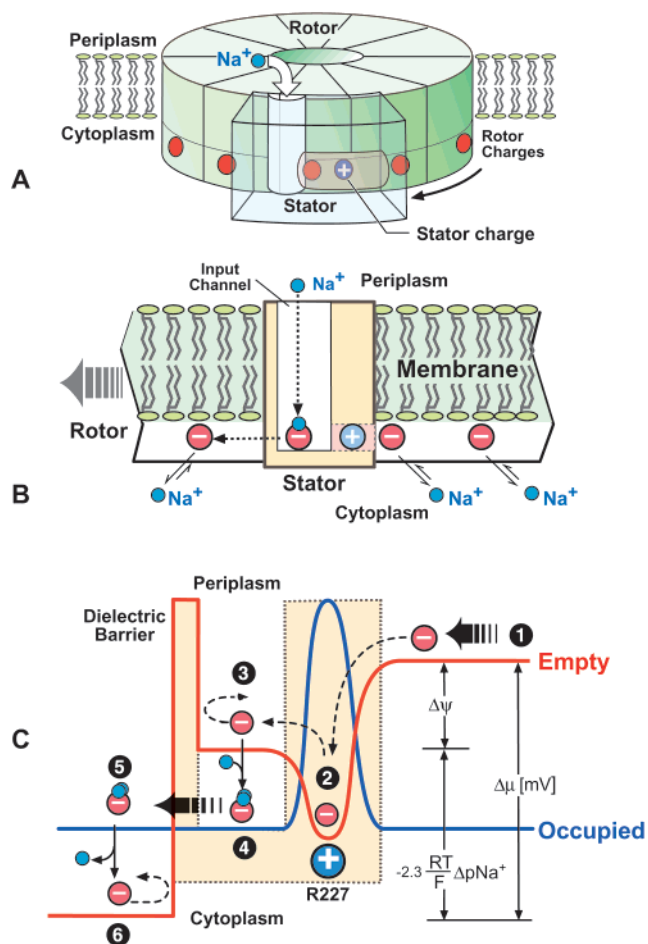 Rotor
Periplasm
Na+
Cytoplasm
Rotor
Charges
A
Stator
Stator charge
Input
Channel
Na+
Periplasm
Membrane
Rotor
−
−
+
−
−
Na+
Stator
Na+
Na+
Cytoplasm
B
Periplasm
Dielectric
Barrier
1
−
Empty
3
−
Δψ
C
2
Δμ [mV]
5
−
−
−
4
Occupied
+
-2.3 RT/F ΔpNa+
R227
−
6
Cytoplasm